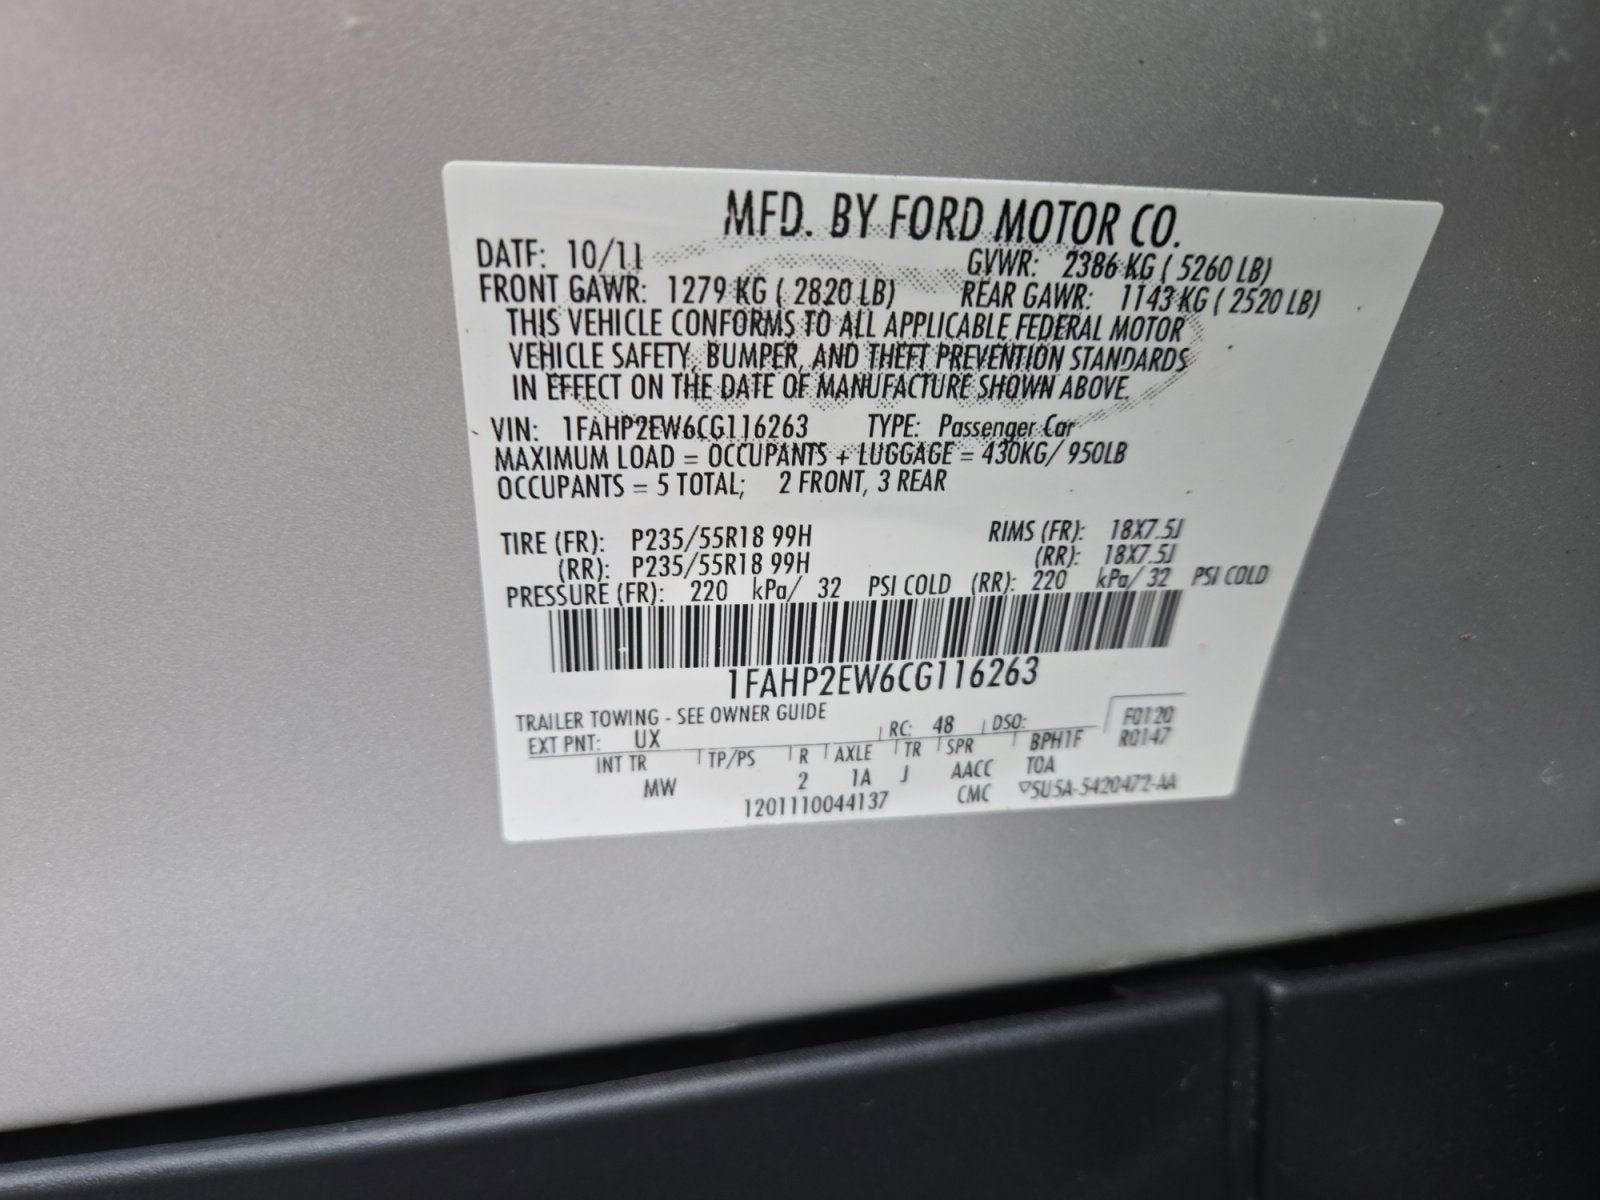 MFD. BY FORD MOTOR CO.
DATE: 10/11 GVWR: 2386 KG ( 5260 LB)
FRONT GAWR: 1279 KG ( 2820 LB) REAR GAWR: 1143 KG ( 2520 LB)
THIS VEHICLE CONFORMS TO ALL APPLICABLE FEDERAL MOTOR
VEHICLE SAFETY, BUMPER, AND THEFT PREVENTION STANDARDS
IN EFFECT ON THE DATE OF MANUFACTURE SHOWN ABOVE.
VIN: 1FAHP2EW6CG116263 TYPE: Passenger Car
MAXIMUM LOAD = OCCUPANTS + LUGGAGE = 430KG/ 950LB
OCCUPANTS = 5 TOTAL; 2 FRONT, 3 REAR
TIRE (FR): P235/55R18 99H RIMS (FR): 18X7.5J
(RR): P235/55R18 99H (RR): 18X7.5J
PRESSURE (FR): 220 kPa/ 32 PSI COLD (RR): 220 kPa/ 32 PSI COLD
1FAHP2EW6CG116263
TRAILER TOWING - SEE OWNER GUIDE F0120
EXT PNT: UX RC: 48 DSO: R0147
INT TR TP/PS R AXLE TR SPR BPH1F
MW 2 1A J AACC TOA
1201110044137 CMC ▽5U5A-5420472-AA